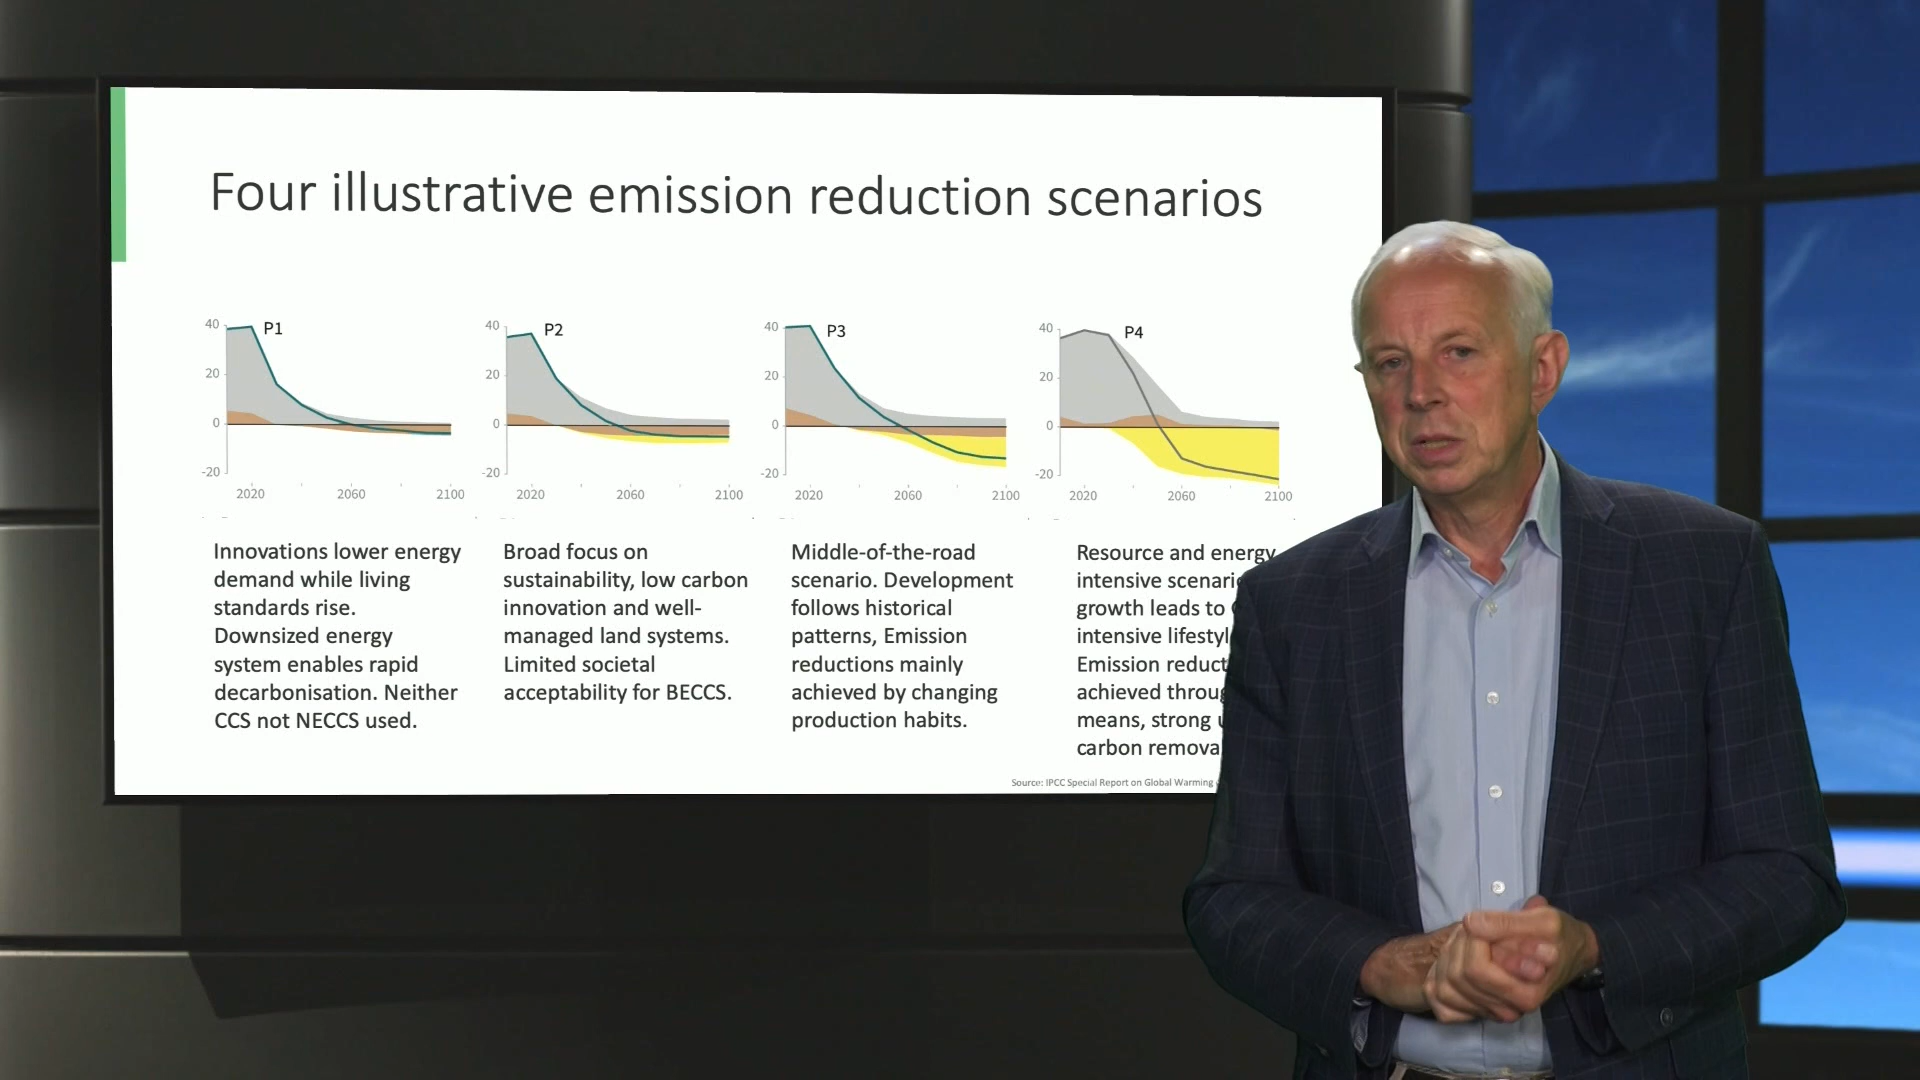 Four illustrative emission reduction scenarios
40
20
0
-20
P1
2020
2060
2100
40
20
0
-20
P2
2020
2060
2100
40
20
0
-20
P3
2020
2060
2100
40
20
0
-20
P4
2020
2060
2100
Innovations lower energy
demand while living
standards rise.
Downsized energy
system enables rapid
decarbonisation. Neither
CCS not NECCS used.
Broad focus on
sustainability, low carbon
innovation and well-
managed land systems.
Limited societal
acceptability for BECCS.
Middle-of-the-road
scenario. Development
follows historical
patterns, Emission
reductions mainly
achieved by changing
production habits.
Resource and energy
intensive
growth leads to
intensive
Emission
achieved
means, strong
carbon
Source: IPCC Special Report on Global Warming